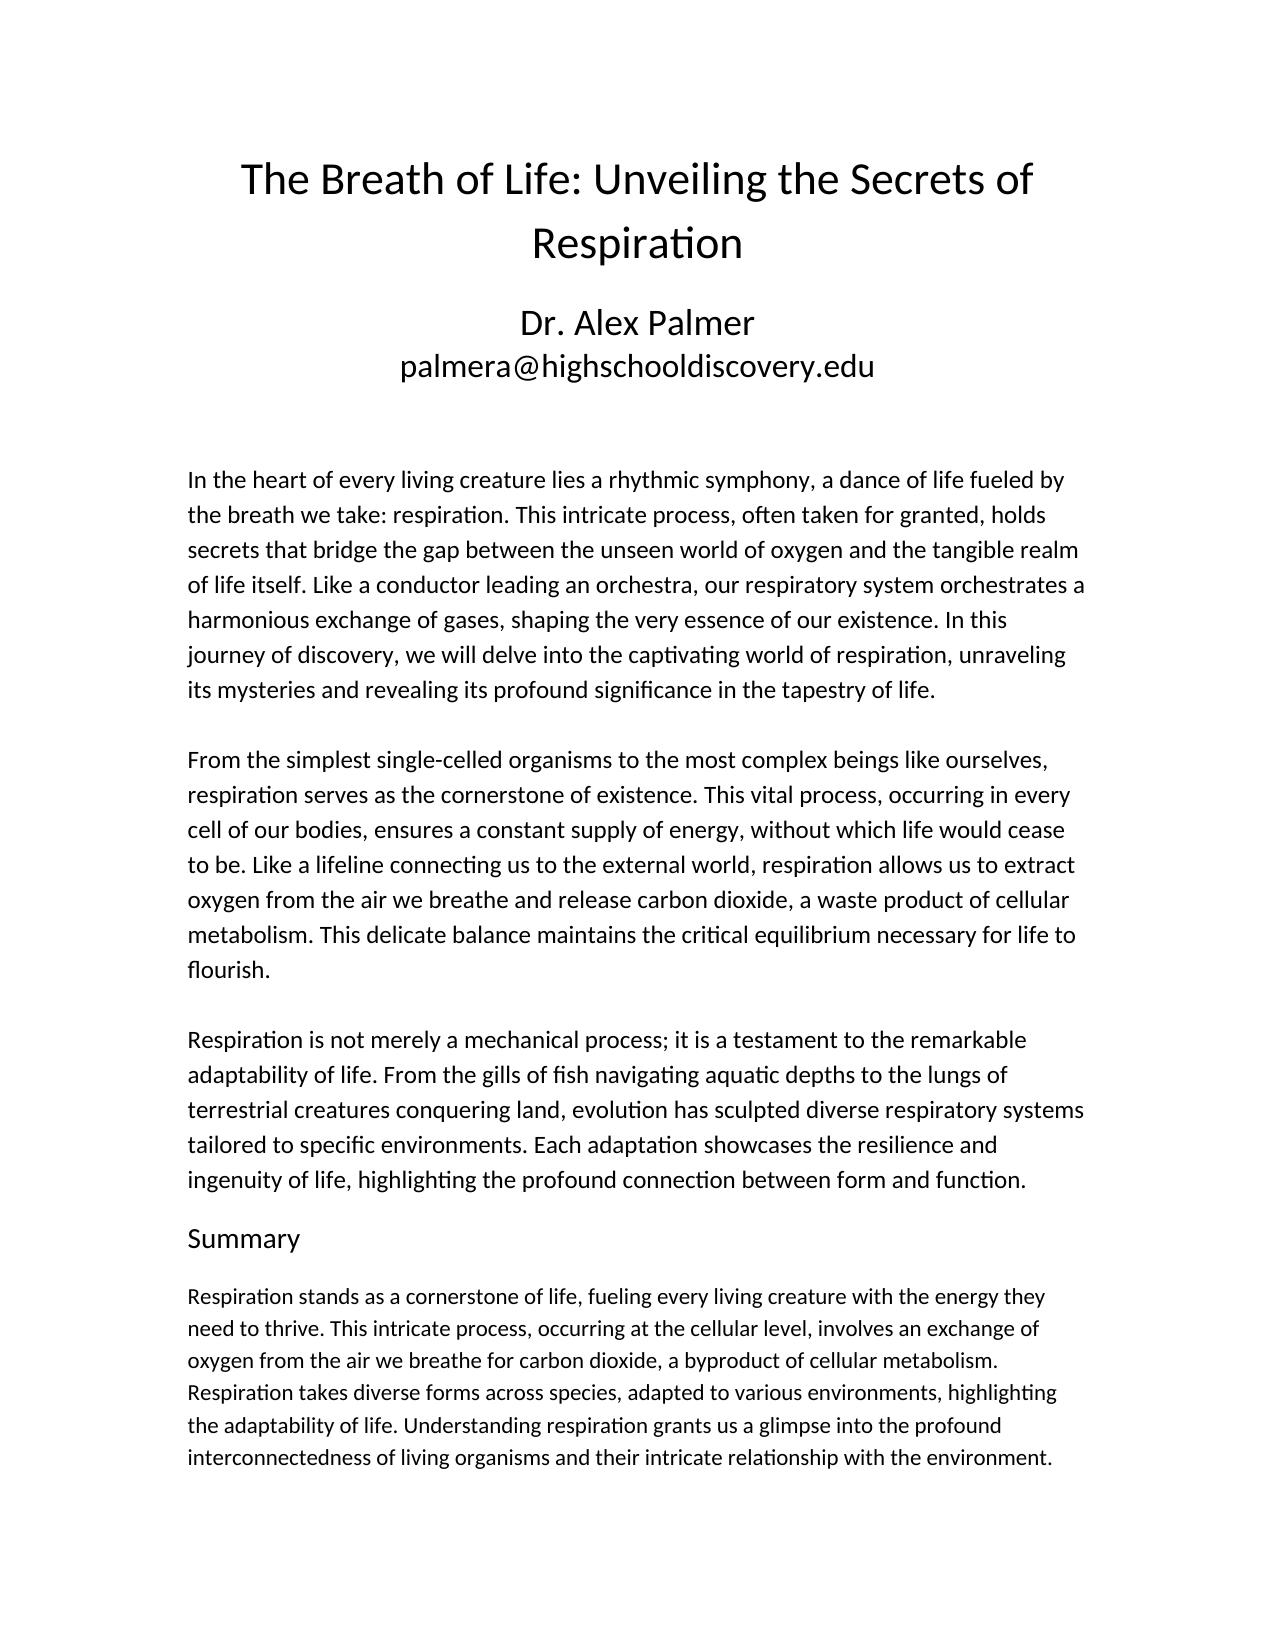 The Breath of Life: Unveiling the Secrets of
Respiration
Dr. Alex Palmer
palmera@highschooldiscovery.edu
In the heart of every living creature lies a rhythmic symphony, a dance of life fueled by
the breath we take: respiration. This intricate process, often taken for granted, holds
secrets that bridge the gap between the unseen world of oxygen and the tangible realm
of life itself. Like a conductor leading an orchestra, our respiratory system orchestrates a
harmonious exchange of gases, shaping the very essence of our existence. In this
journey of discovery, we will delve into the captivating world of respiration, unraveling
its mysteries and revealing its profound significance in the tapestry of life.
From the simplest single-celled organisms to the most complex beings like ourselves,
respiration serves as the cornerstone of existence. This vital process, occurring in every
cell of our bodies, ensures a constant supply of energy, without which life would cease
to be. Like a lifeline connecting us to the external world, respiration allows us to extract
oxygen from the air we breathe and release carbon dioxide, a waste product of cellular
metabolism. This delicate balance maintains the critical equilibrium necessary for life to
flourish.
Respiration is not merely a mechanical process; it is a testament to the remarkable
adaptability of life. From the gills of fish navigating aquatic depths to the lungs of
terrestrial creatures conquering land, evolution has sculpted diverse respiratory systems
tailored to specific environments. Each adaptation showcases the resilience and
ingenuity of life, highlighting the profound connection between form and function.
Summary
Respiration stands as a cornerstone of life, fueling every living creature with the energy they
need to thrive. This intricate process, occurring at the cellular level, involves an exchange of
oxygen from the air we breathe for carbon dioxide, a byproduct of cellular metabolism.
Respiration takes diverse forms across species, adapted to various environments, highlighting
the adaptability of life. Understanding respiration grants us a glimpse into the profound
interconnectedness of living organisms and their intricate relationship with the environment.